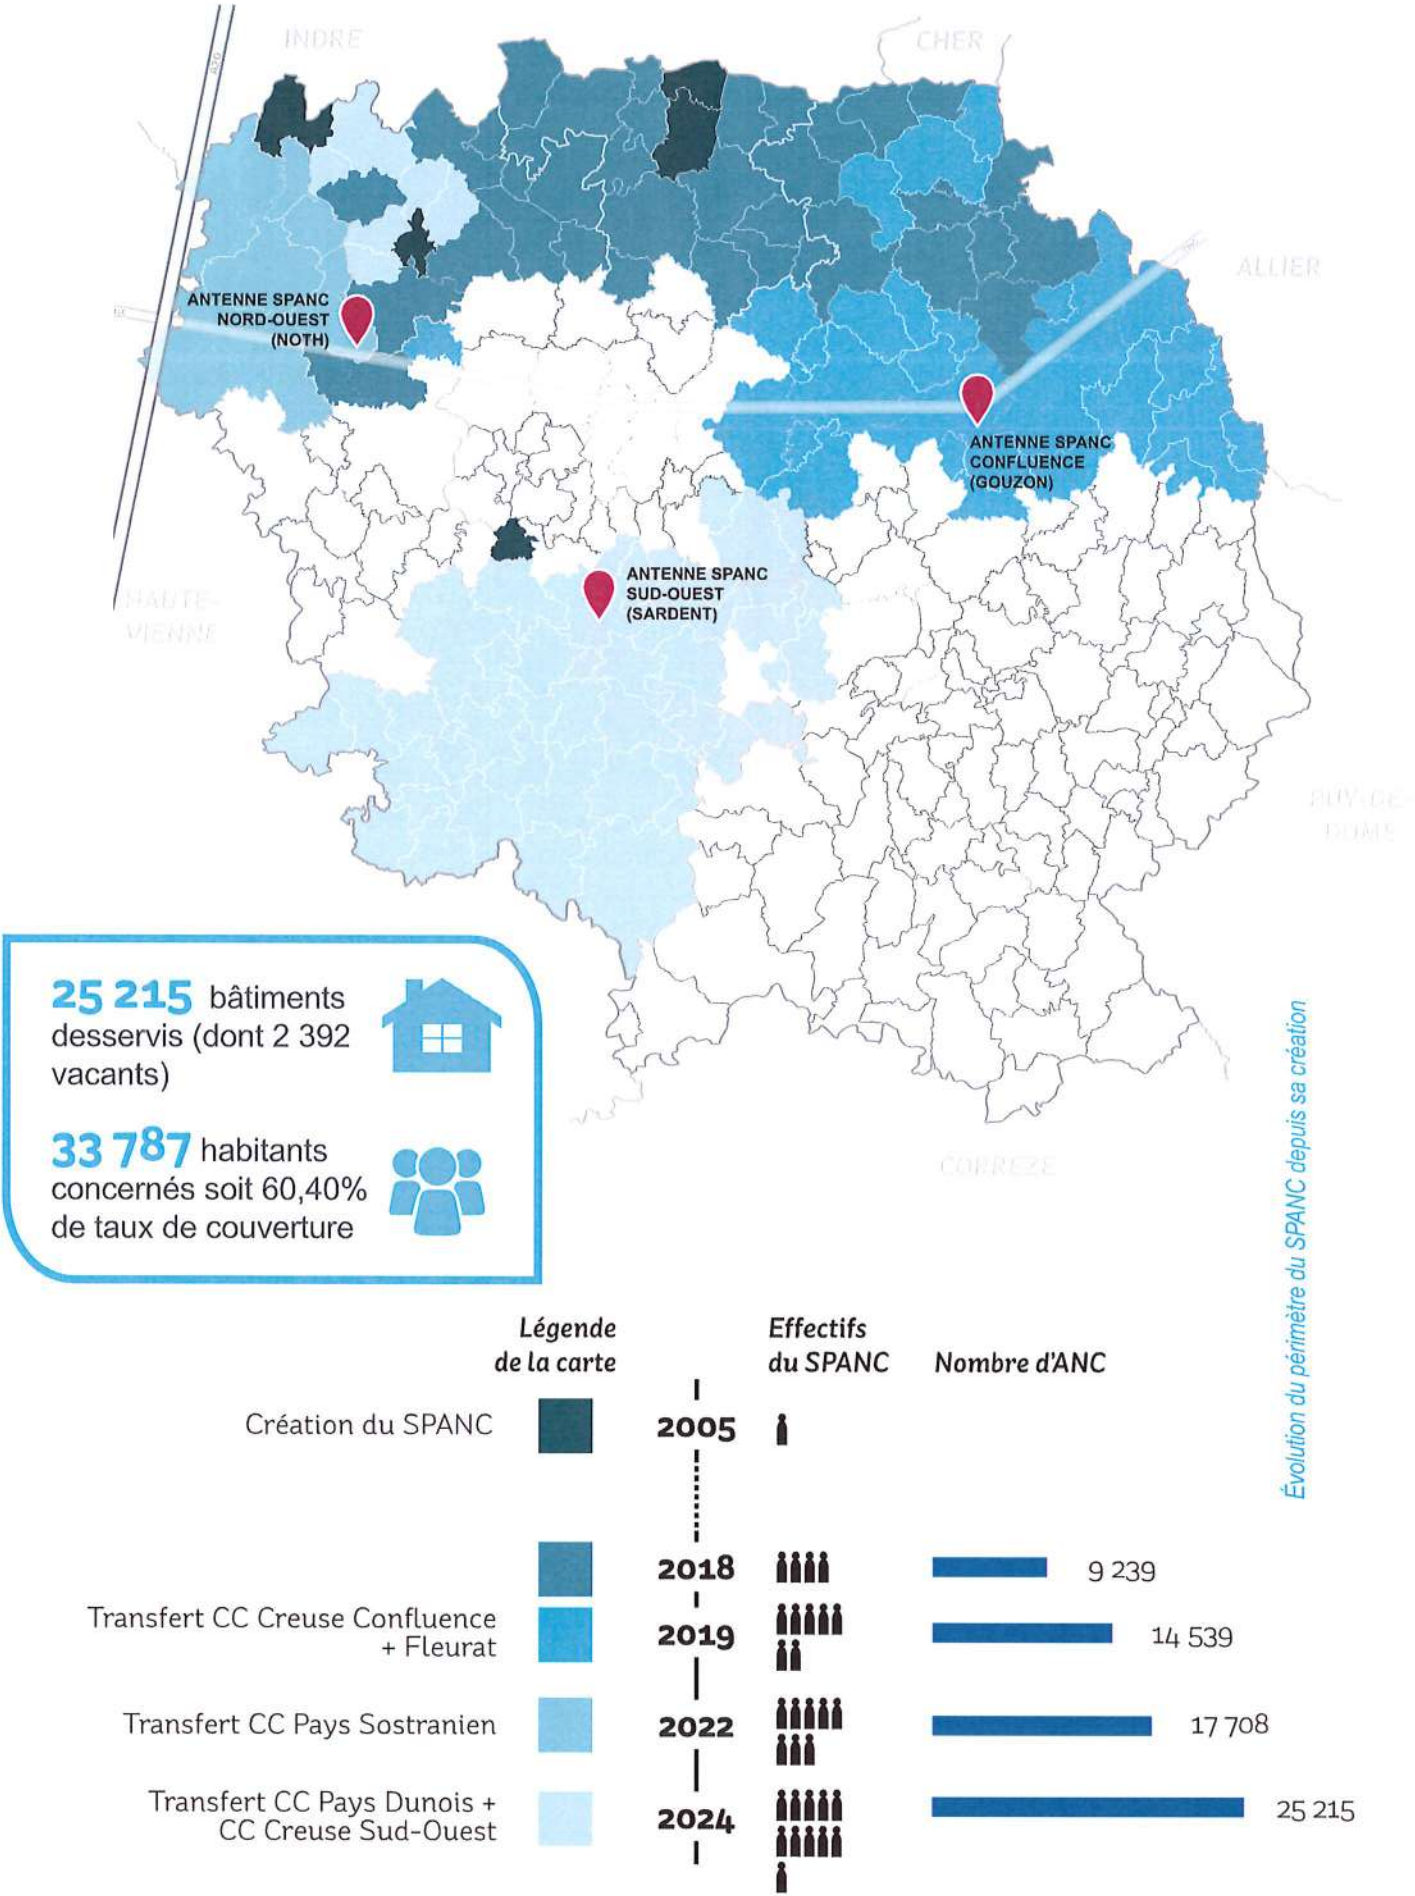 INDRE
CHER
A20
ALLIER
ANTENNE SPANC
NORD-OUEST
(NOTH)
ANTENNE SPANC
CONFLUENCE
(GOUZON)
ANTENNE SPANC
SUD-OUEST
(SARDENT)
HAUTE-
VIENNE
PUY-DE-
DOME
25 215 bâtiments
desservis (dont 2 392
vacants)
33 787 habitants
concernés soit 60,40%
de taux de couverture
CORREZE
Évolution du périmètre du SPANC depuis sa création
Légende
de la carte
Effectifs
du SPANC
Nombre d'ANC
Création du SPANC
2005
2018
9 239
Transfert CC Creuse Confluence
+ Fleurat
2019
14 539
Transfert CC Pays Sostranien
2022
17 708
Transfert CC Pays Dunois +
CC Creuse Sud-Ouest
2024
25 215